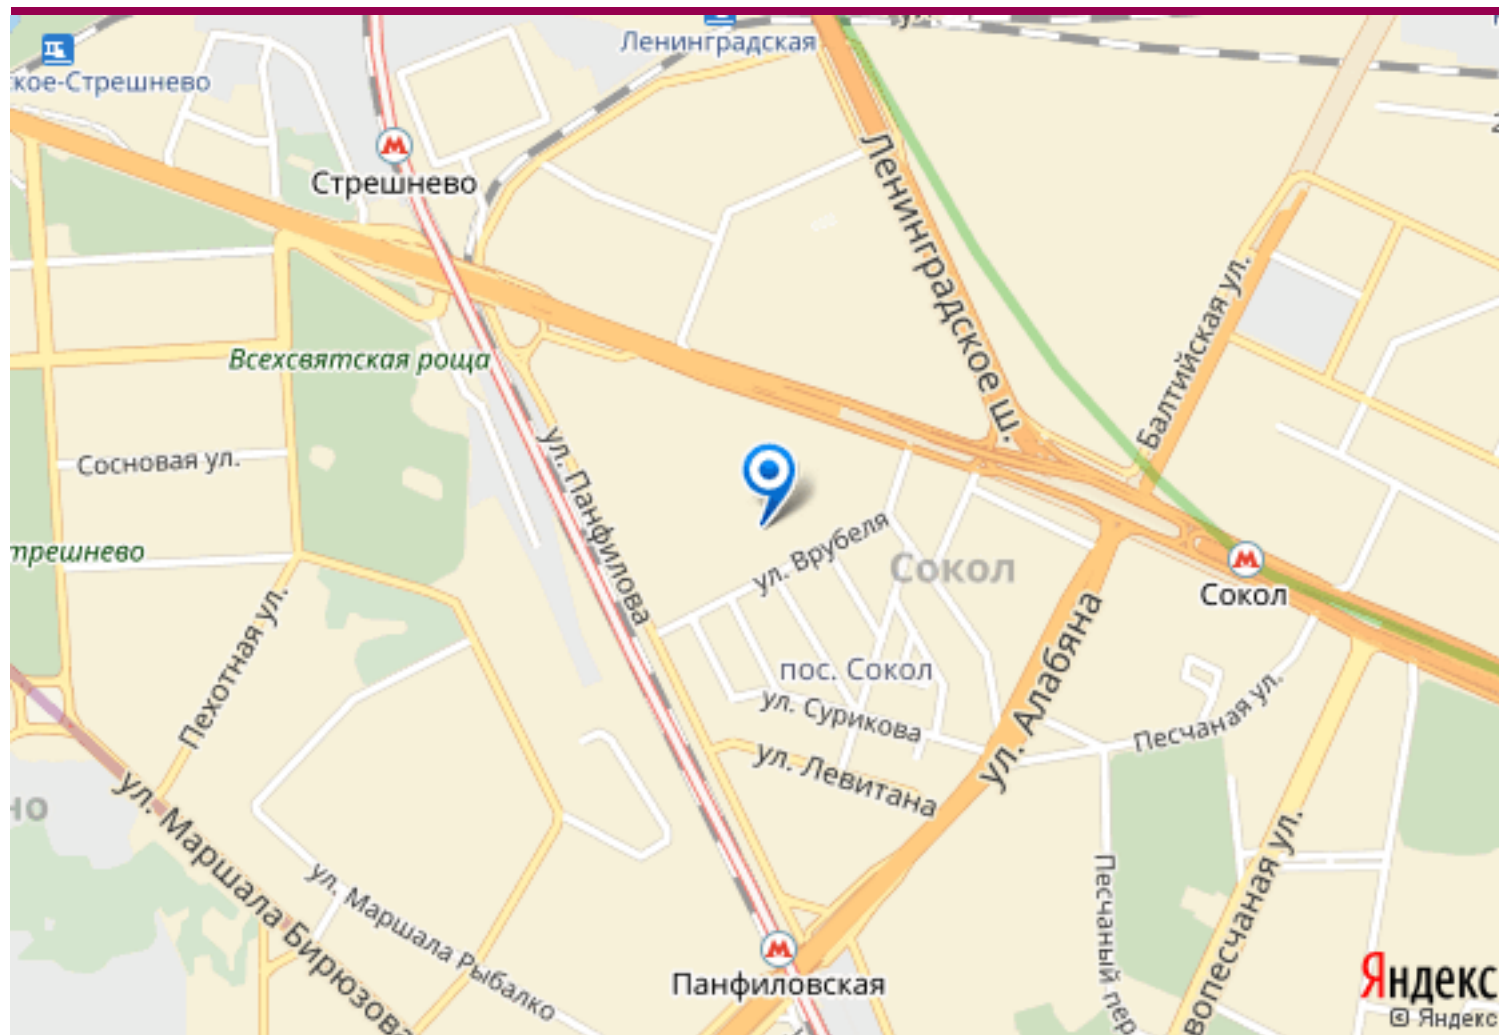 Ленинградская
кое-Стрешнево
Стрешнево
Ленинградское ш.
Балтийская ул.
Всехсвятская роща
Сосновая ул.
ул. Панфилова
трешнево
ул. Врубеля
Сокол
Сокол
Пехотная ул.
пос. Сокол
ул. Алабяна
ул. Сурикова
Песчаная ул.
ул. Левитана
но
ул. Маршала Бирюзова
ул. Маршала Рыбалко
Песчаный пер
вопесчаная ул.
Панфиловская
Яндекс
© Яндекс